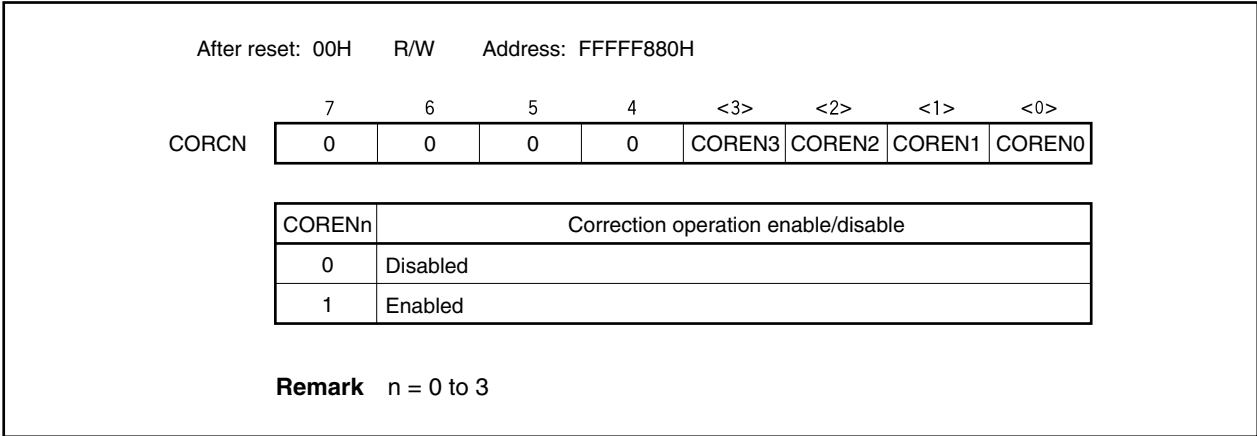 After reset: 00H R/W Address: FFFFF880H
7 6 5 4 <3> <2> <1> <0>
CORCN 0 0 0 0 COREN3 COREN2 COREN1 COREN0
CORENn Correction operation enable/disable
0 Disabled
1 Enabled
Remark n = 0 to 3